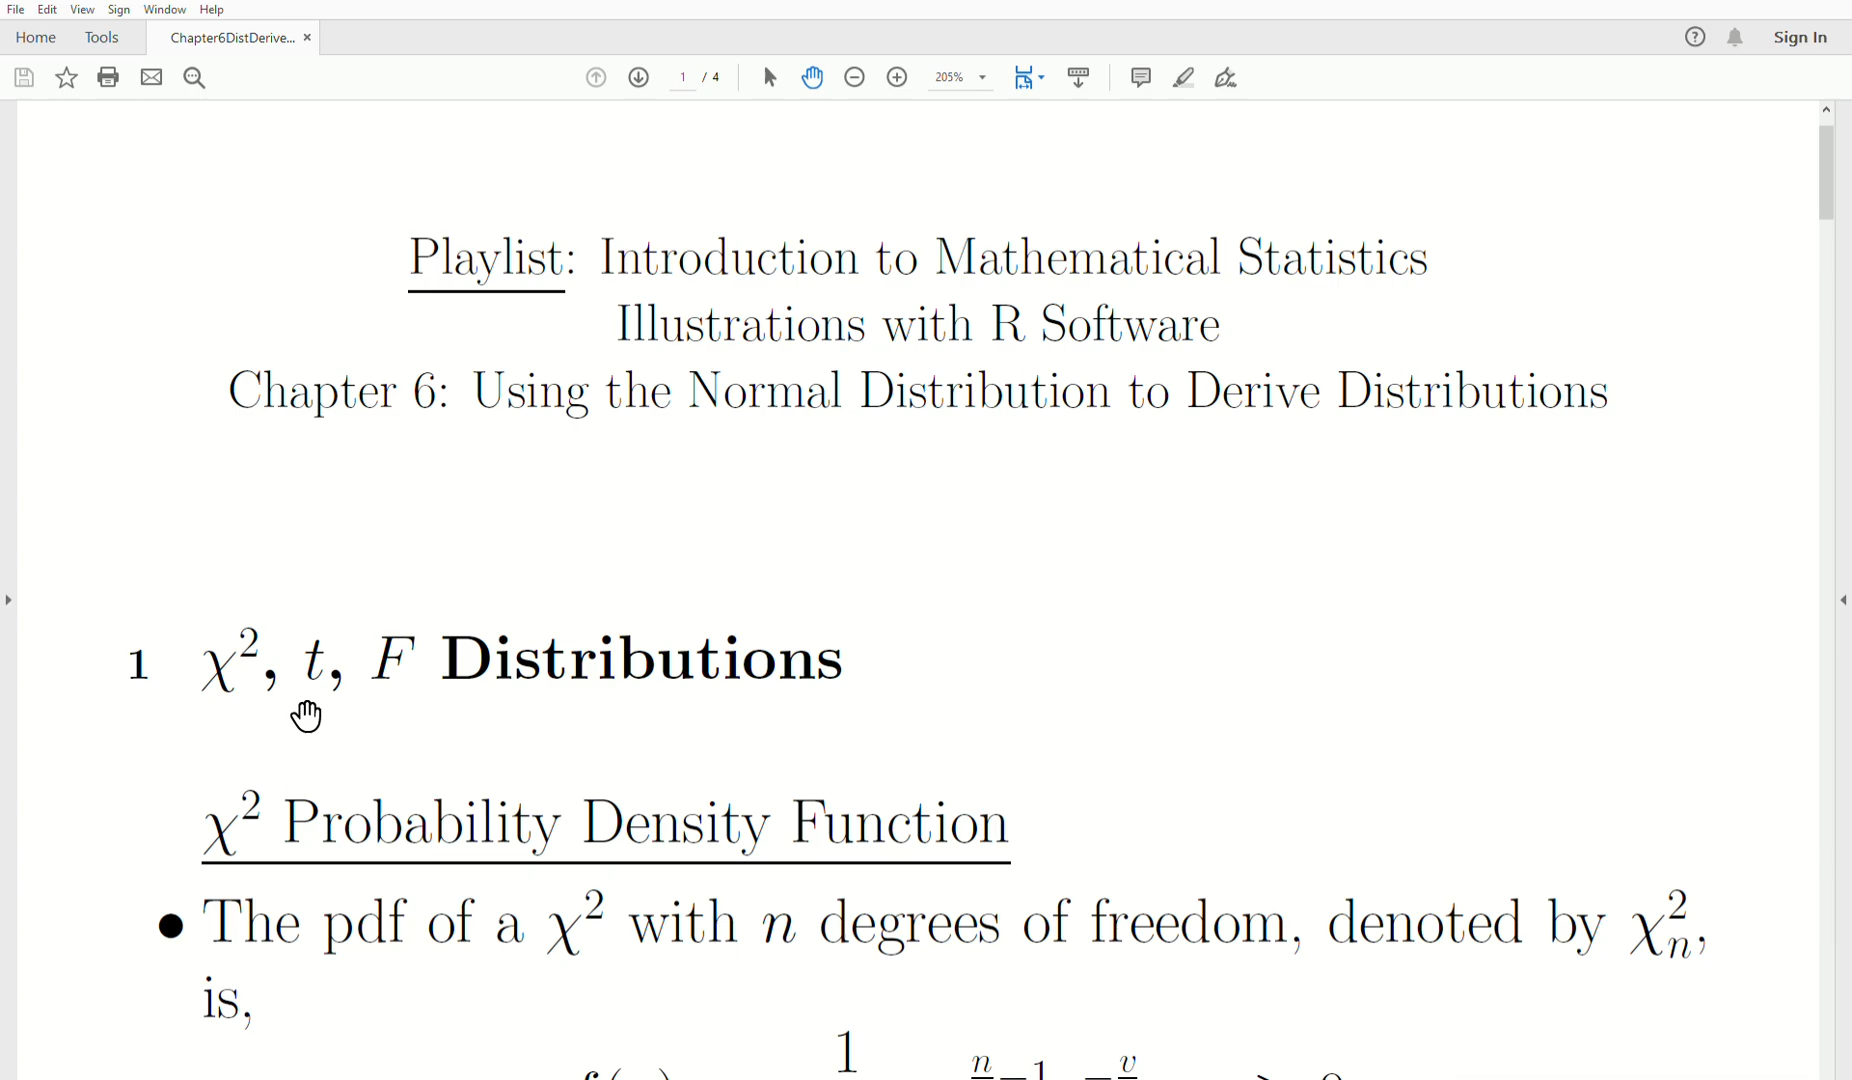 File Edit View Sign Window Help
Home Tools Chapter6DistDerive... × Sign In
1 / 4 205%
Playlist: Introduction to Mathematical Statistics
Illustrations with R Software
Chapter 6: Using the Normal Distribution to Derive Distributions
1 χ², t, F Distributions
χ² Probability Density Function
• The pdf of a χ² with n degrees of freedom, denoted by χ²ₙ,
is,